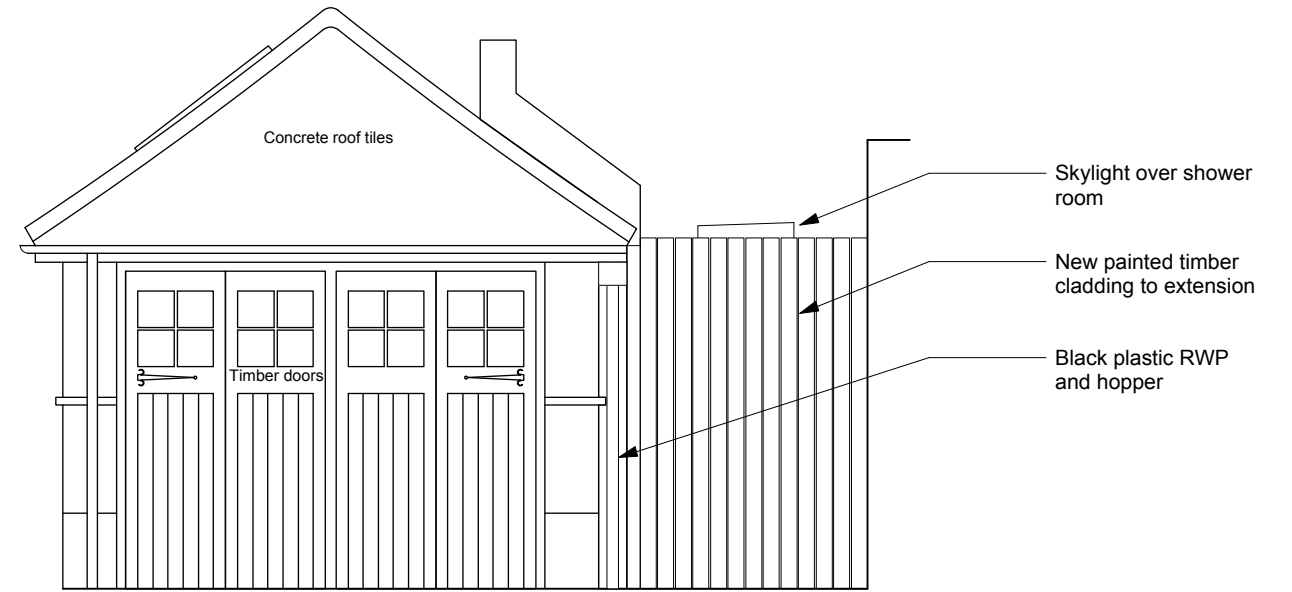 Concrete roof tiles
Skylight over shower
room
New painted timber
cladding to extension
Black plastic RWP
and hopper
Timber doors